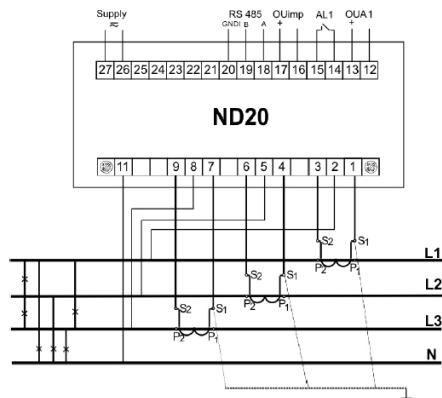 Supply RS 485 OUimp AL1 OUA1
≂ GNDI B A + +
27 26 25 24 23 22 21 20 19 18 17 16 15 14 13 12
ND20
11 9 8 7 6 5 4 3 2 1
S2 S1
L1
S2 S1 P2 P1
L2
S2 S1 P2 P1
L3
P2 P1
N